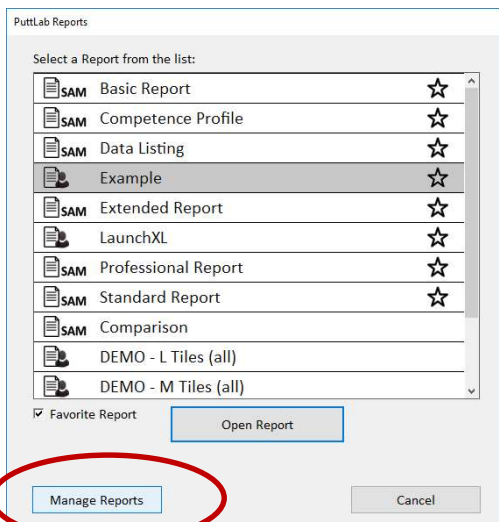 PuttLab Reports
Select a Report from the list:
SAM Basic Report
SAM Competence Profile
SAM Data Listing
Example
SAM Extended Report
LaunchXL
SAM Professional Report
SAM Standard Report
SAM Comparison
DEMO - L Tiles (all)
DEMO - M Tiles (all)
Favorite Report
Open Report
Manage Reports Cancel